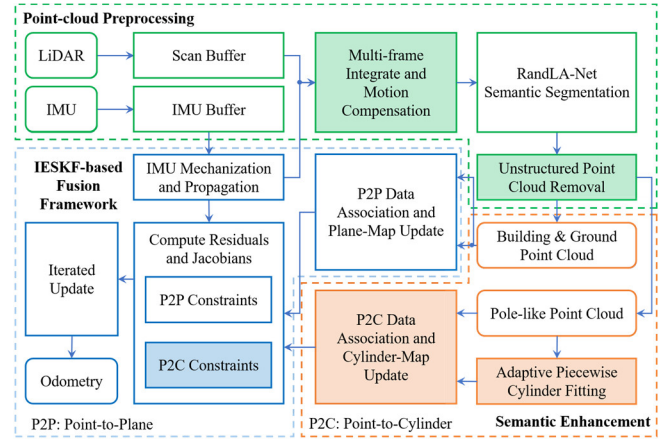 Point-cloud Preprocessing
LiDAR
Scan Buffer
Multi-frame
Integrate and
Motion
Compensation
RandLA-Net
Semantic Segmentation
IMU
IMU Buffer
IESKF-based
Fusion
Framework
IMU Mechanization
and Propagation
P2P Data
Association and
Plane-Map Update
Unstructured Point
Cloud Removal
Building & Ground
Point Cloud
Iterated
Update
Compute Residuals
and Jacobians
P2P Constraints
P2C Constraints
P2C Data
Association and
Cylinder-Map
Update
Pole-like Point Cloud
Adaptive Piecewise
Cylinder Fitting
Odometry
P2P: Point-to-Plane
P2C: Point-to-Cylinder
Semantic Enhancement